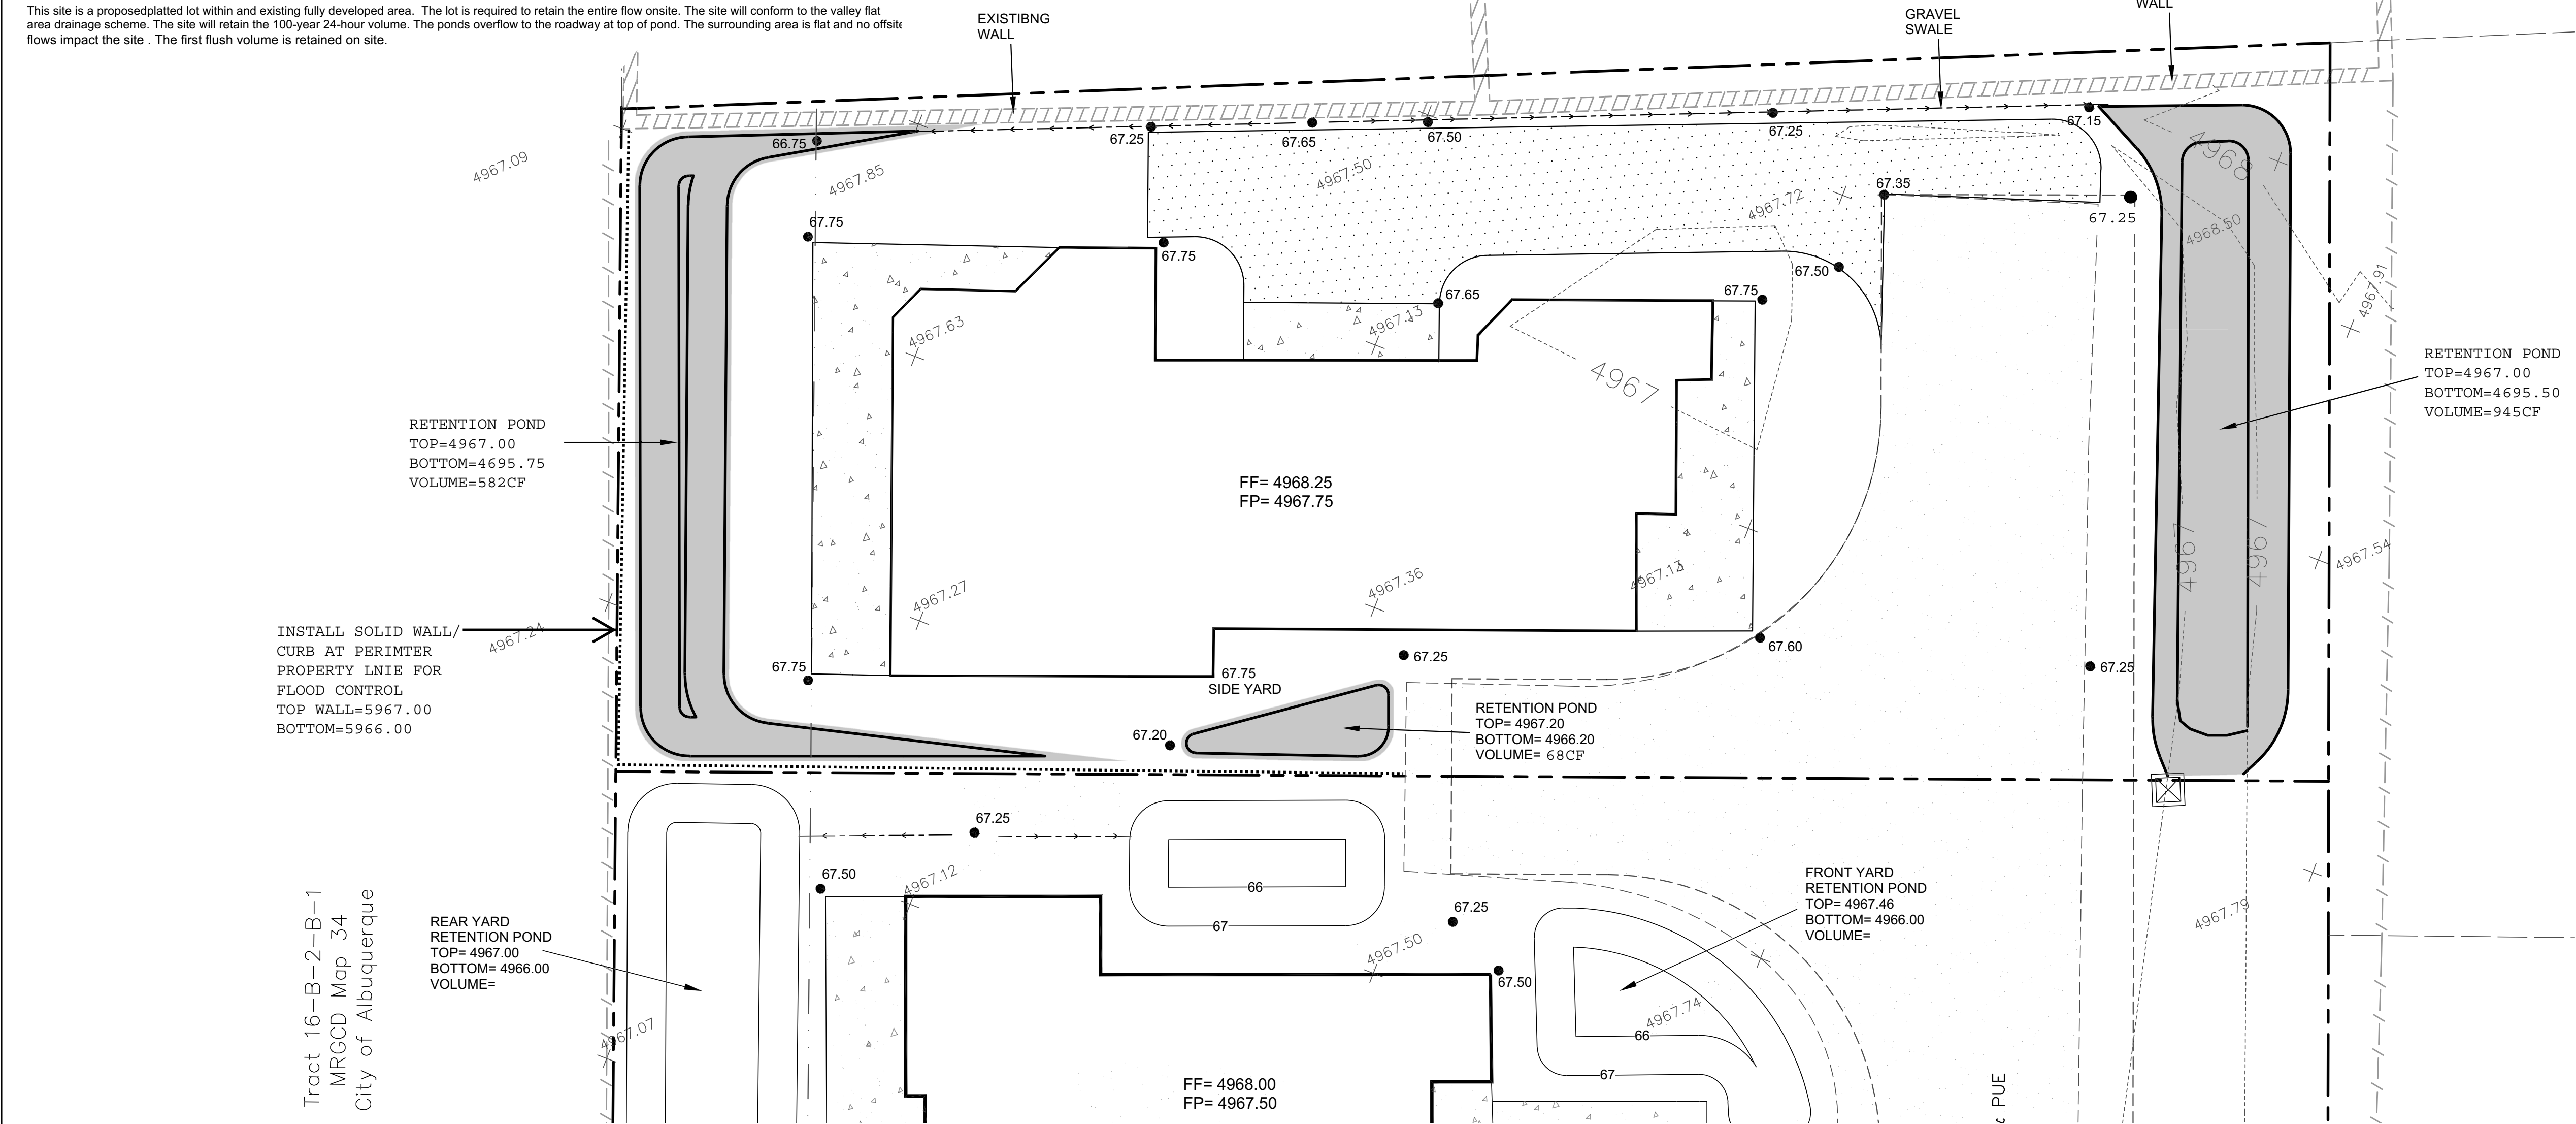 This site is a proposedplatted lot within and existing fully developed area. The lot is required to retain the entire flow onsite. The site will conform to the valley flat
area drainage scheme. The site will retain the 100-year 24-hour volume. The ponds overflow to the roadway at top of pond. The surrounding area is flat and no offsite
flows impact the site . The first flush volume is retained on site.
EXISTIBNG
WALL
GRAVEL
SWALE
WALL
66.75
67.25
67.65
67.50
67.25
67.15
4967.09
4967.85
4967.50
4967.72
67.35
67.25
4968
4968.50
4967.91
67.75
67.75
67.50
67.65
67.75
4967.63
4967.13
4967
RETENTION POND
TOP=4967.00
BOTTOM=4695.50
VOLUME=945CF
RETENTION POND
TOP=4967.00
BOTTOM=4695.75
VOLUME=582CF
FF= 4968.25
FP= 4967.75
4967
4967
4967.54
4967.27
4967.36
4967.13
INSTALL SOLID WALL/
CURB AT PERIMTER
PROPERTY LNIE FOR
FLOOD CONTROL
TOP WALL=5967.00
BOTTOM=5966.00
4967.24
67.75
67.75
SIDE YARD
67.25
67.60
67.25
67.20
RETENTION POND
TOP= 4967.20
BOTTOM= 4966.20
VOLUME= 68CF
67.25
67.50
4967.12
66
67
67.25
4967.50
67.50
FRONT YARD
RETENTION POND
TOP= 4967.46
BOTTOM= 4966.00
VOLUME=
4967.79
REAR YARD
RETENTION POND
TOP= 4967.00
BOTTOM= 4966.00
VOLUME=
4967.07
4967.74
66
67
Tract 16-B-2-B-1
MRGCD Map 34
City of Albuquerque
FF= 4968.00
FP= 4967.50
PUE